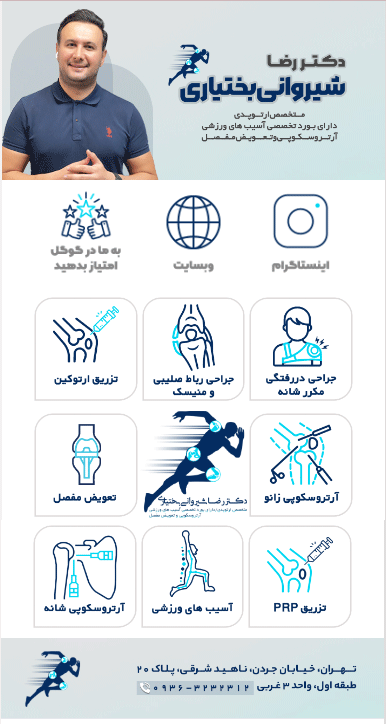 دکتر رضا
شیروانی بختیاری
متخصص ارتوپدی
دارای بورد تخصصی آسیب های ورزشی
آرتروسکوپی و تعویض مفصل
اینستاگرام
وبسایت
به ما در گوگل
امتیاز بدهید
جراحی دررفتگی
مکرر شانه
جراحی رباط صلیبی
و منیسک
تزریق ارتوکین
آرتروسکوپی زانو
دکتر رضا شیروانی بختیاری
متخصص ارتوپدی/دارای بورد تخصصی آسیب های ورزشی
آرتروسکوپی و تعویض مفصل
تعویض مفصل
تزریق PRP
آسیب های ورزشی
آرتروسکوپی شانه
تهران، خیابان جردن، ناهید شرقی، پلاک ۲۰
طبقه اول، واحد ۳ غربی ۰۹۳۶-۳۲۳۲۳۱۲